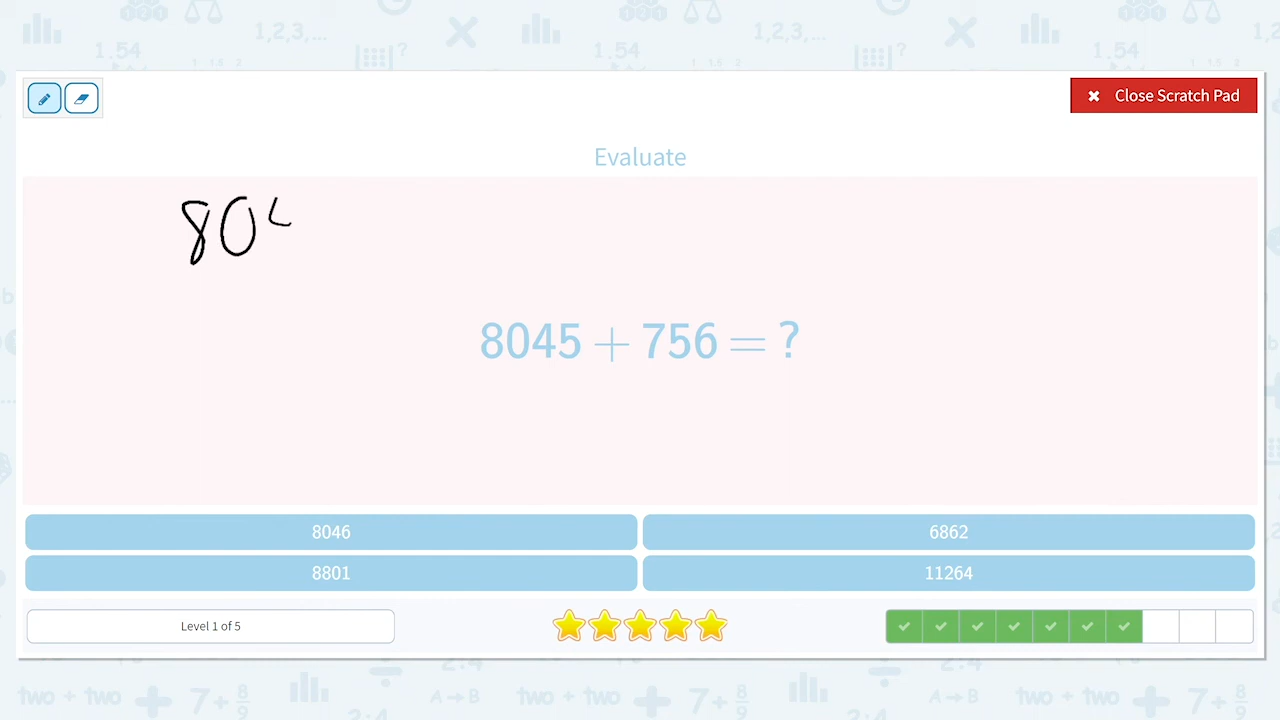 Close Scratch Pad
Evaluate
80
8045 + 756 = ?
8046
6862
8801
11264
Level 1 of 5